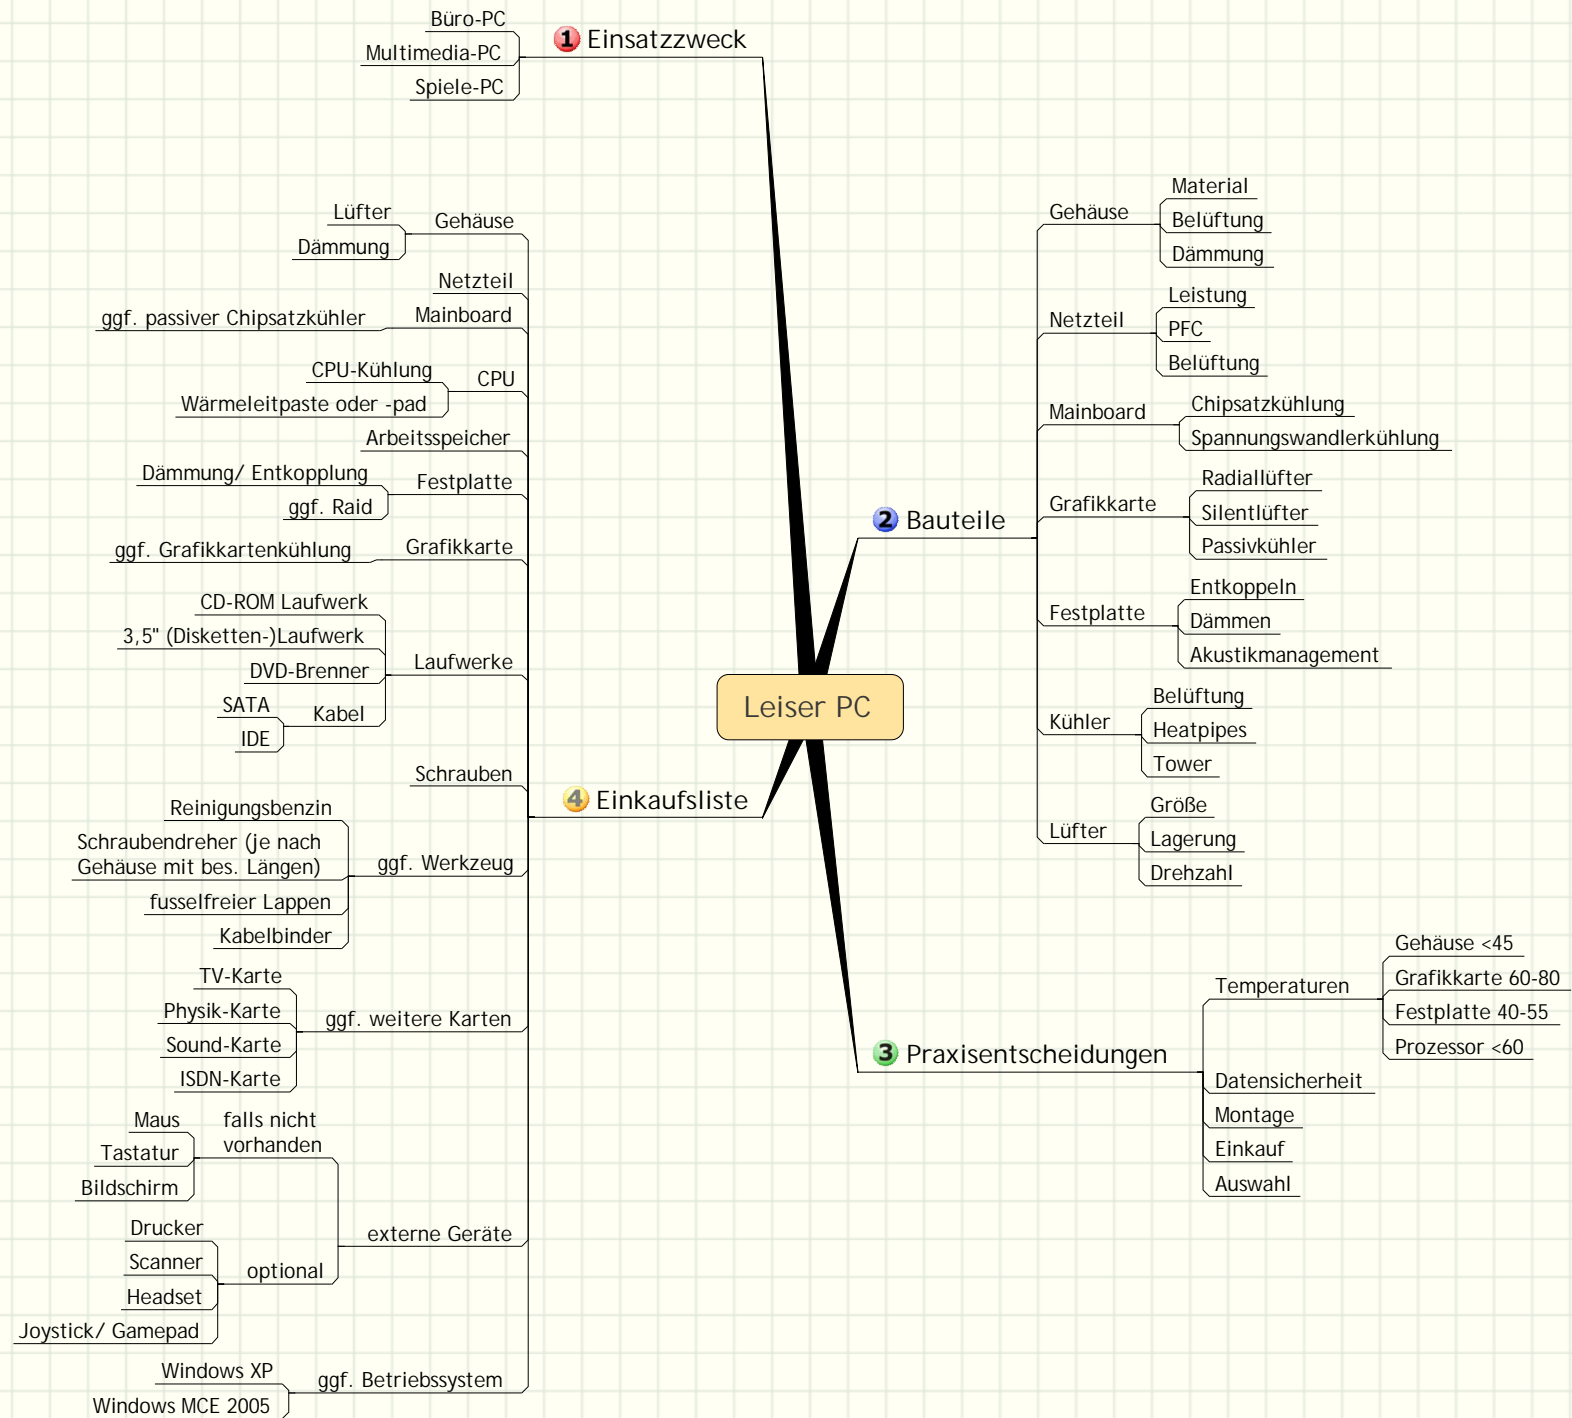 Leiser PC
1 Einsatzzweck
Büro-PC
Multimedia-PC
Spiele-PC
2 Bauteile
Gehäuse
Material
Belüftung
Dämmung
Netzteil
Leistung
PFC
Belüftung
Mainboard
Chipsatzkühlung
Spannungswandlerkühlung
Grafikkarte
Radiallüfter
Silentlüfter
Passivkühler
Festplatte
Entkoppeln
Dämmen
Akustikmanagement
Kühler
Belüftung
Heatpipes
Tower
Lüfter
Größe
Lagerung
Drehzahl
3 Praxisentscheidungen
Temperaturen
Gehäuse <45
Grafikkarte 60-80
Festplatte 40-55
Prozessor <60
Datensicherheit
Montage
Einkauf
Auswahl
4 Einkaufsliste
Gehäuse
Lüfter
Dämmung
Netzteil
Mainboard
ggf. passiver Chipsatzkühler
CPU
CPU-Kühlung
Wärmeleitpaste oder -pad
Arbeitsspeicher
Festplatte
Dämmung/ Entkopplung
ggf. Raid
Grafikkarte
ggf. Grafikkartenkühlung
Laufwerke
CD-ROM Laufwerk
3,5" (Disketten-)Laufwerk
DVD-Brenner
Kabel
SATA
IDE
Schrauben
ggf. Werkzeug
Reinigungsbenzin
Schraubendreher (je nach
Gehäuse mit bes. Längen)
fusselfreier Lappen
Kabelbinder
ggf. weitere Karten
TV-Karte
Physik-Karte
Sound-Karte
ISDN-Karte
externe Geräte
falls nicht
vorhanden
Maus
Tastatur
Bildschirm
optional
Drucker
Scanner
Headset
Joystick/ Gamepad
ggf. Betriebssystem
Windows XP
Windows MCE 2005